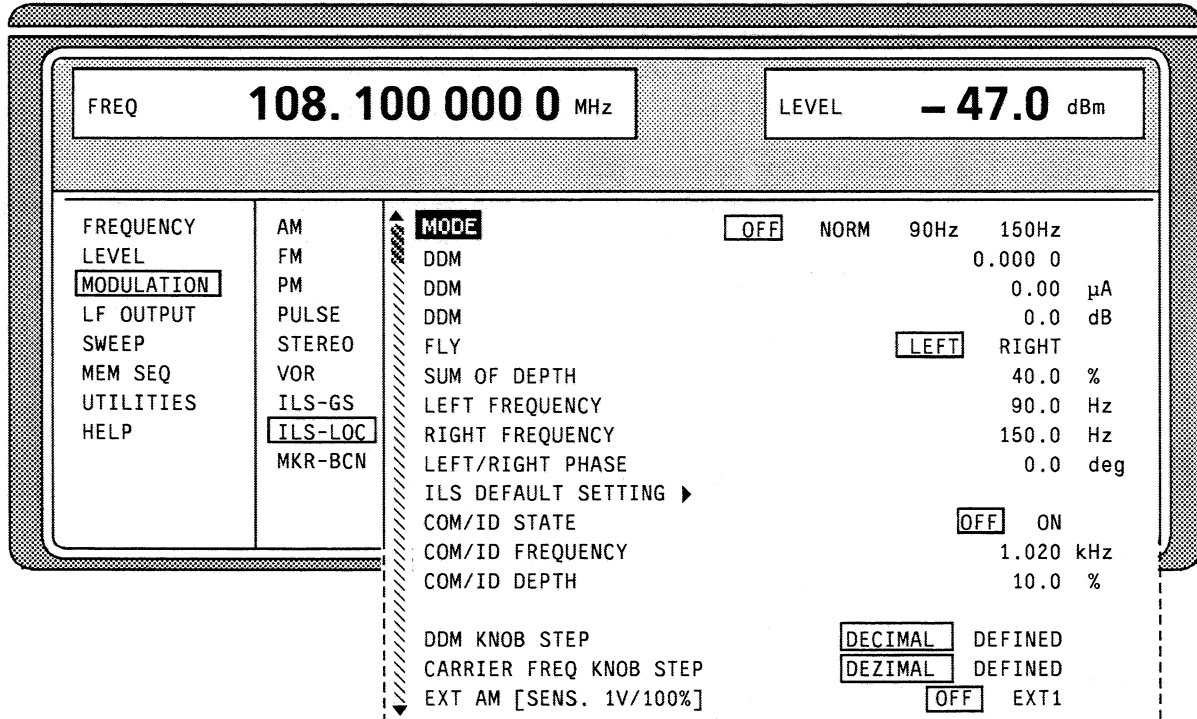 FREQ 108. 100 000 0 MHz LEVEL – 47.0 dBm
FREQUENCY
LEVEL
MODULATION
LF OUTPUT
SWEEP
MEM SEQ
UTILITIES
HELP
AM
FM
PM
PULSE
STEREO
VOR
ILS-GS
ILS-LOC
MKR-BCN
MODE OFF NORM 90Hz 150Hz
DDM 0.000 0
DDM 0.00 µA
DDM 0.0 dB
FLY LEFT RIGHT
SUM OF DEPTH 40.0 %
LEFT FREQUENCY 90.0 Hz
RIGHT FREQUENCY 150.0 Hz
LEFT/RIGHT PHASE 0.0 deg
ILS DEFAULT SETTING ▶
COM/ID STATE OFF ON
COM/ID FREQUENCY 1.020 kHz
COM/ID DEPTH 10.0 %
DDM KNOB STEP DECIMAL DEFINED
CARRIER FREQ KNOB STEP DEZIMAL DEFINED
EXT AM [SENS. 1V/100%] OFF EXT1